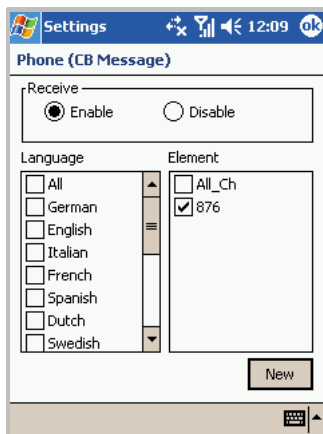 Settings 12:09 ok
Phone (CB Message)
Receive
Enable Disable
Language Element
All All_Ch
German 876
English
Italian
French
Spanish
Dutch
Swedish
New